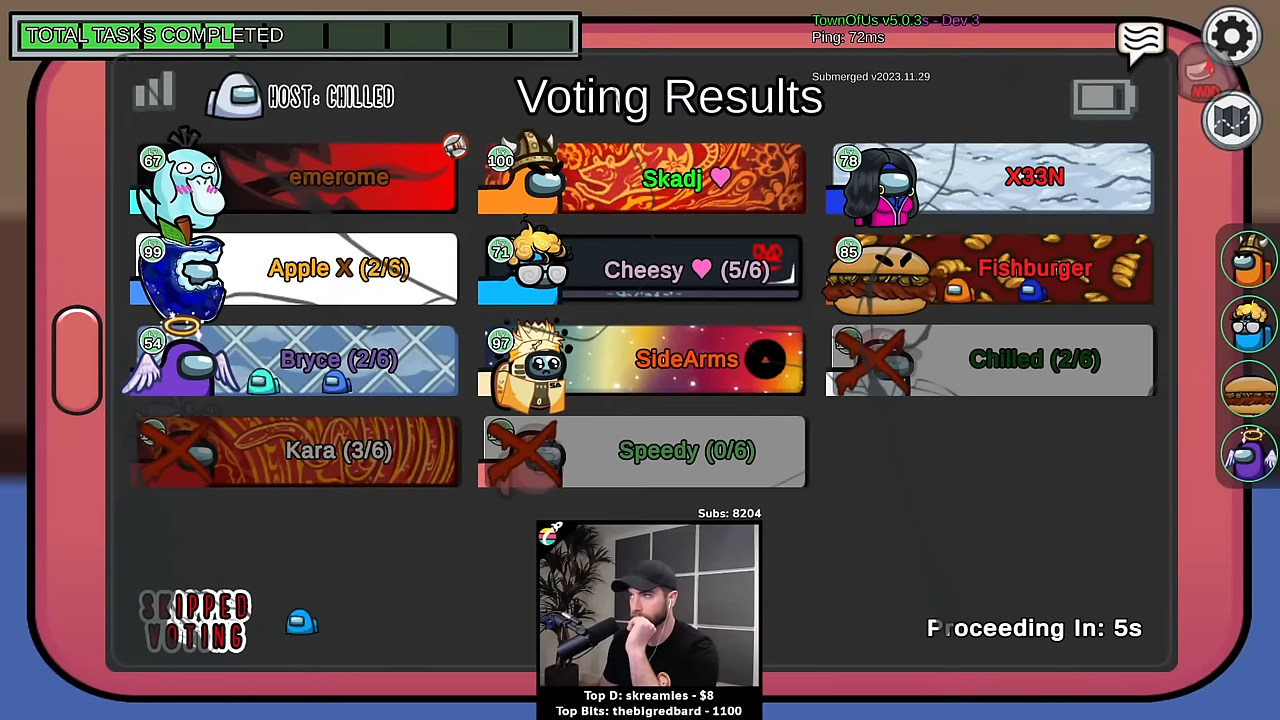 TOTAL TASKS COMPLETED
TownOfUs v5.0.3s - Dev 3
Ping: 72ms
Submerged v2023.11.29
HOST: CHILLED
Voting Results
MOD
67
emerome
100
Skadj
78
X33N
99
Apple X (2/6)
71
Cheesy (5/6)
DVD
85
Fishburger
54
Bryce (2/6)
97
SideArms
Chilled (2/6)
Kara (3/6)
Speedy (0/6)
Subs: 8204
SKIPPED
VOTING
Proceeding In: 5s
Top D: skreamies - $8
Top Bits: thebigredbard - 1100